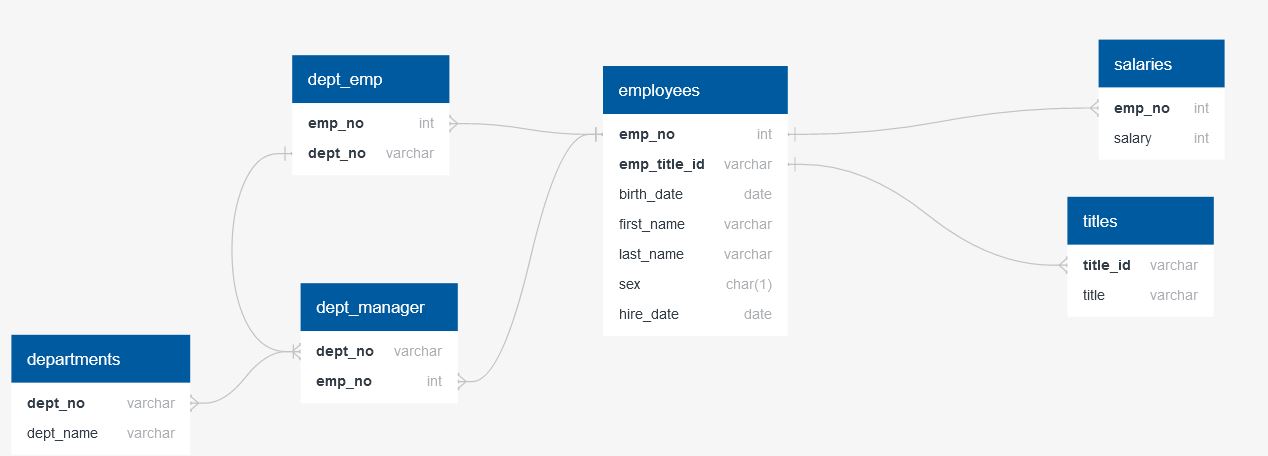 dept_emp
emp_no int
dept_no varchar
employees
emp_no int
emp_title_id varchar
birth_date date
first_name varchar
last_name varchar
sex char(1)
hire_date date
salaries
emp_no int
salary int
titles
title_id varchar
title varchar
dept_manager
dept_no varchar
emp_no int
departments
dept_no varchar
dept_name varchar